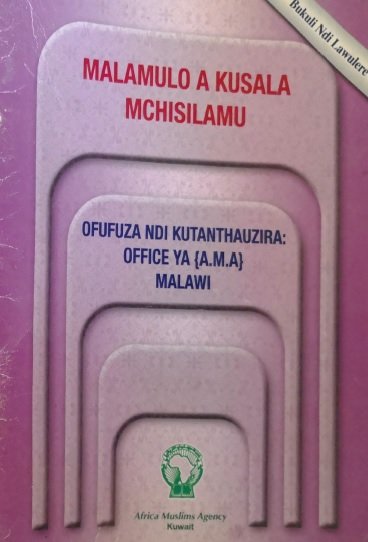 Bukuli Ndi Lawulere
MALAMULO A KUSALA
MCHISILAMU
OFUFUZA NDI KUTANTHAUZIRA:
OFFICE YA {A.M.A}
MALAWI
Africa Muslims Agency
Kuwait